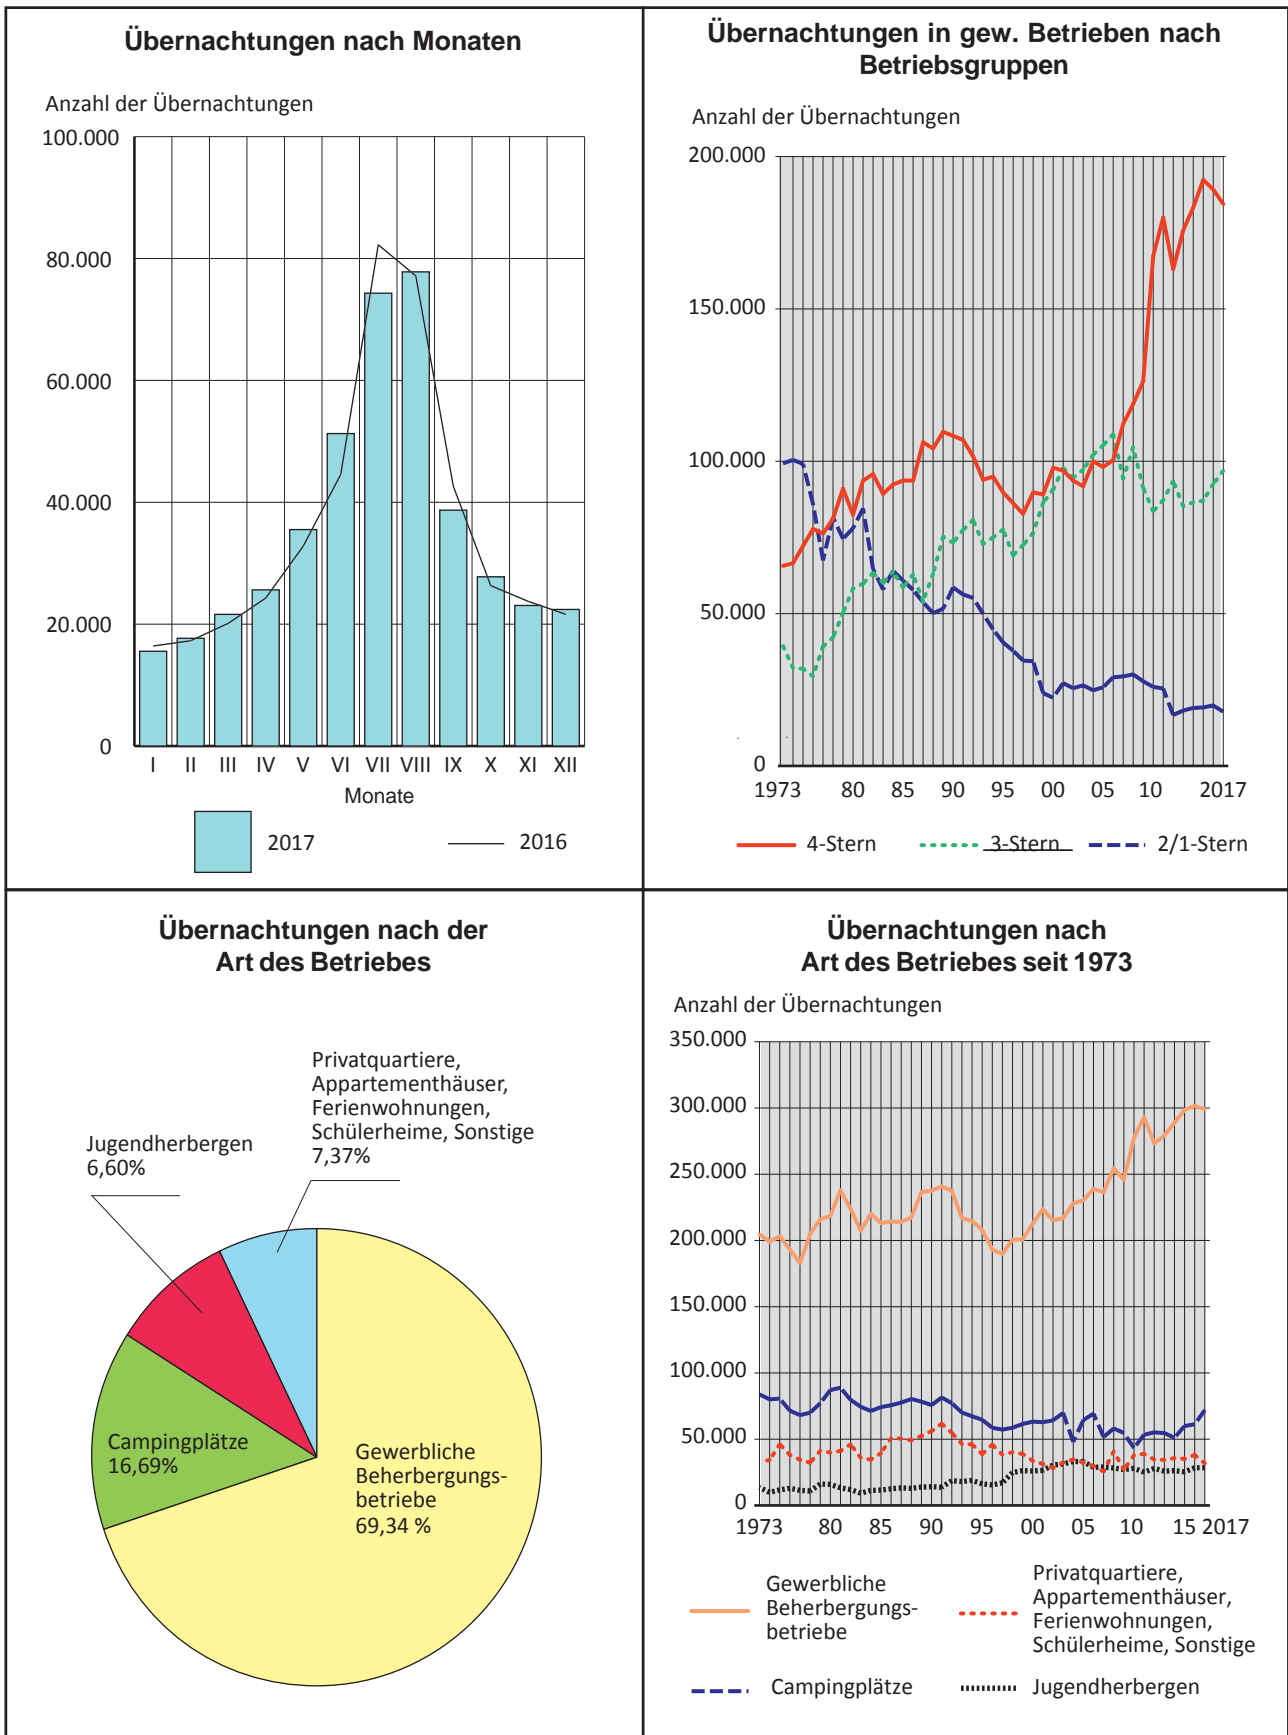 Übernachtungen nach Monaten
Anzahl der Übernachtungen
100.000
80.000
60.000
40.000
20.000
0
I II III IV V VI VII VIII IX X XI XII
Monate
2017 2016
Übernachtungen in gew. Betrieben nach
Betriebsgruppen
Anzahl der Übernachtungen
200.000
150.000
100.000
50.000
0
1973 80 85 90 95 00 05 10 2017
4-Stern 3-Stern 2/1-Stern
Übernachtungen nach der
Art des Betriebes
Privatquartiere,
Appartementhäuser,
Ferienwohnungen,
Schülerheime, Sonstige
7,37%
Jugendherbergen
6,60%
Campingplätze
16,69%
Gewerbliche
Beherbergungs-
betriebe
69,34 %
Übernachtungen nach
Art des Betriebes seit 1973
Anzahl der Übernachtungen
350.000
300.000
250.000
200.000
150.000
100.000
50.000
0
1973 80 85 90 95 00 05 10 15 2017
Gewerbliche
Beherbergungs-
betriebe
Privatquartiere,
Appartementhäuser,
Ferienwohnungen,
Schülerheime, Sonstige
Campingplätze
Jugendherbergen